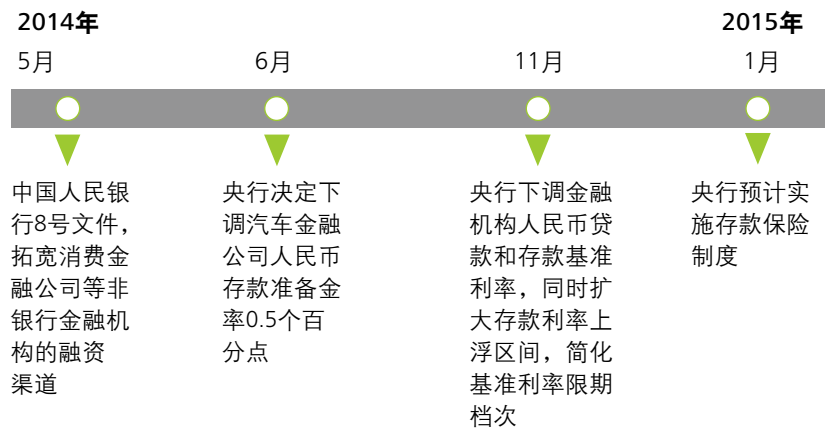 2014年
2015年
5月
6月
11月
1月
中国人民银
行8号文件，
拓宽消费金
融公司等非
银行金融机
构的融资
渠道
央行决定下
调汽车金融
公司人民币
存款准备金
率0.5个百
分点
央行下调金融
机构人民币贷
款和存款基准
利率，同时扩
大存款利率上
浮区间，简化
基准利率限期
档次
央行预计实
施存款保险
制度